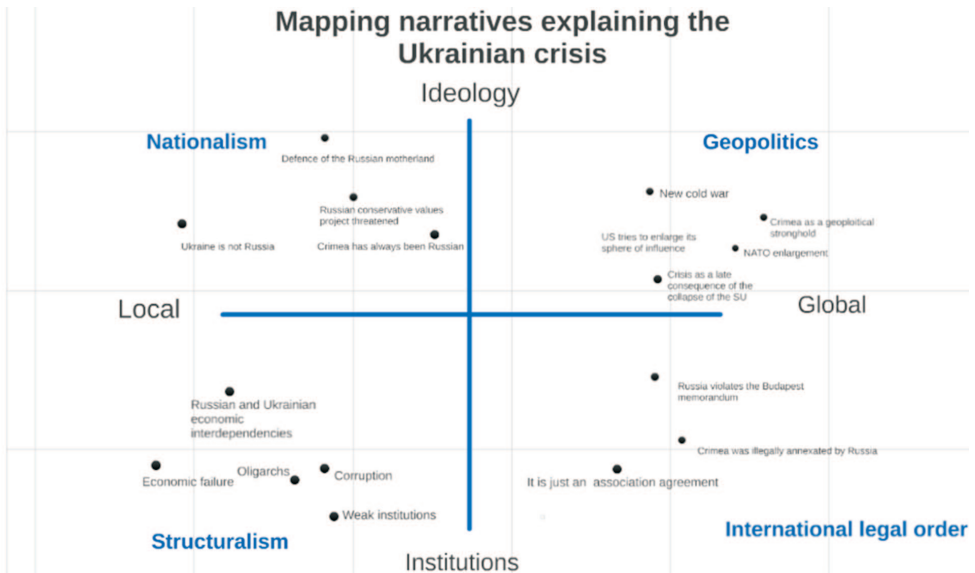 Mapping narratives explaining the
Ukrainian crisis
Ideology
Nationalism
Geopolitics
Defence of the Russian motherland
New cold war
Russian conservative values
project threatened
Crimea as a geoploitical
stronghold
Ukraine is not Russia
Crimea has always been Russian
US tries to enlarge its
sphere of influence
NATO enlargement
Crisis as a late
consequence of the
collapse of the SU
Local
Global
Russian and Ukrainian
economic
interdependencies
Russia violates the Budapest
memorandum
Crimea was illegally annexated by Russia
Economic failure
Oligarchs
Corruption
It is just an association agreement
Weak institutions
Structuralism
International legal order
Institutions